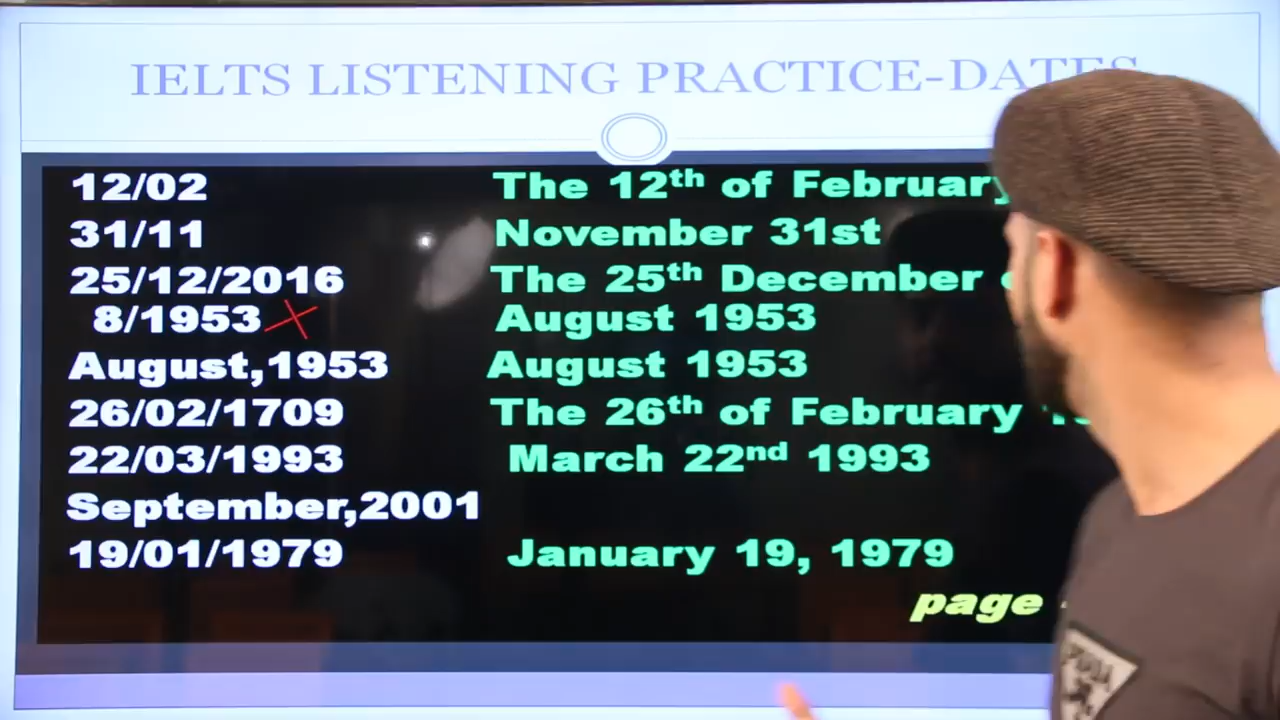 IELTS LISTENING PRACTICE-DATES
12/02 The 12th of February
31/11 November 31st
25/12/2016 The 25th December
8/1953 August 1953
August,1953 August 1953
26/02/1709 The 26th of February
22/03/1993 March 22nd 1993
September,2001
19/01/1979 January 19, 1979
page